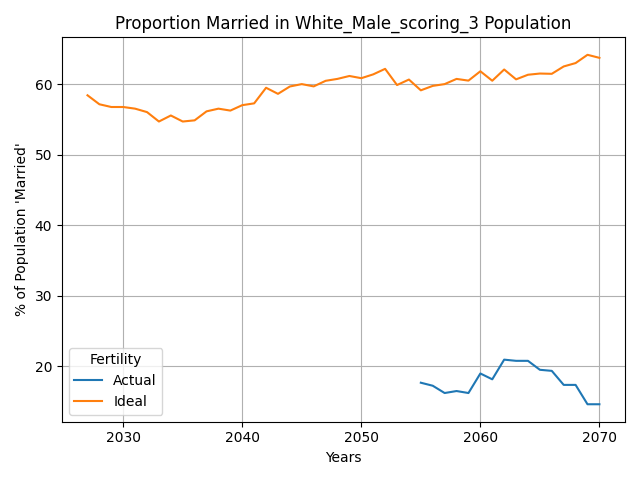 Proportion Married in White_Male_scoring_3 Population
% of Population 'Married'
60
50
40
30
20
Fertility
Actual
Ideal
2030 2040 2050 2060 2070
Years